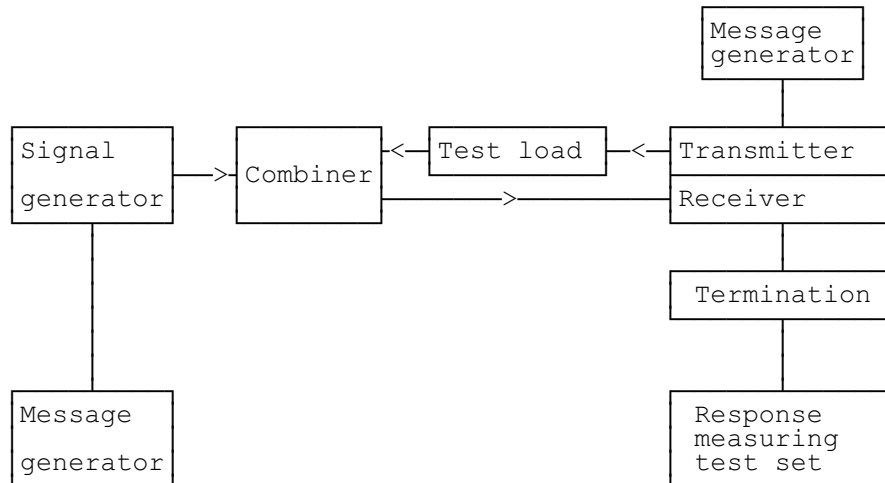 Message
generator
Signal
generator
Combiner
Test load
Transmitter
Receiver
Termination
Message
generator
Response
measuring
test set